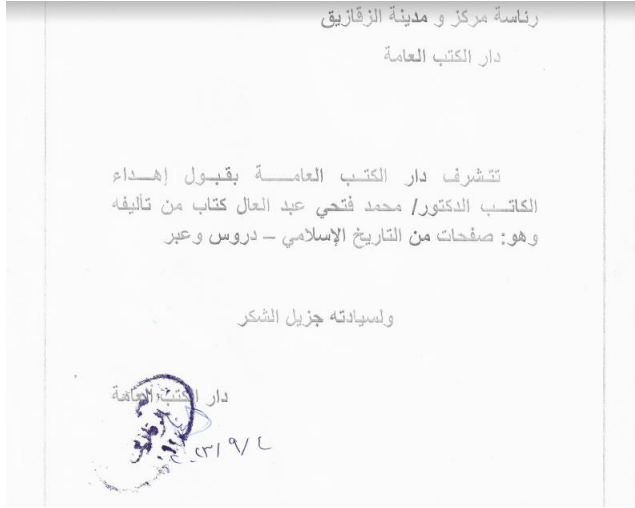 رئاسة مركز و مدينة الزقازيق
دار الكتب العامة
تتشرف دار الكتب العامة بقبول إهداء
الكاتب الدكتور/ محمد فتحي عبد العال كتاب من تأليفه
وهو: صفحات من التاريخ الإسلامي – دروس وعبر
ولسيادته جزيل الشكر
دار الكتب العامة